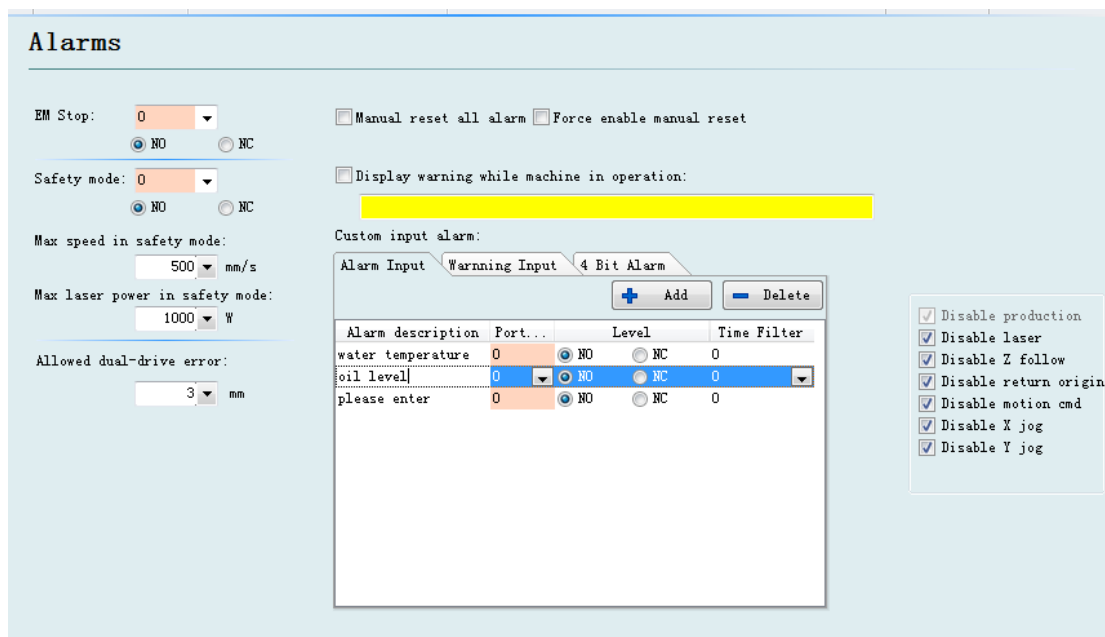 Alarms
EM Stop: 0
NO NC
Manual reset all alarm Force enable manual reset
Safety mode: 0
NO NC
Display warning while machine in operation:
Max speed in safety mode:
500 mm/s
Max laser power in safety mode:
1000 W
Allowed dual-drive error:
3 mm
Custom input alarm:
Alarm Input Warnning Input 4 Bit Alarm
Add Delete
Alarm description Port... Level Time Filter
water temperature 0 NO NC 0
oil level 0 NO NC 0
please enter 0 NO NC 0
Disable production
Disable laser
Disable Z follow
Disable return origin
Disable motion cmd
Disable X jog
Disable Y jog